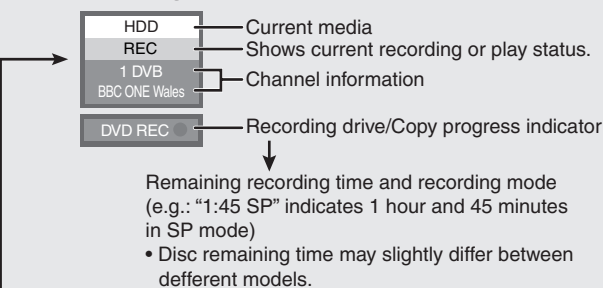 HDD
Current media
REC
Shows current recording or play status.
1 DVB
BBC ONE Wales
Channel information
DVD REC
Recording drive/Copy progress indicator
Remaining recording time and recording mode
(e.g.: “1:45 SP” indicates 1 hour and 45 minutes
in SP mode)
• Disc remaining time may slightly differ between
defferent models.